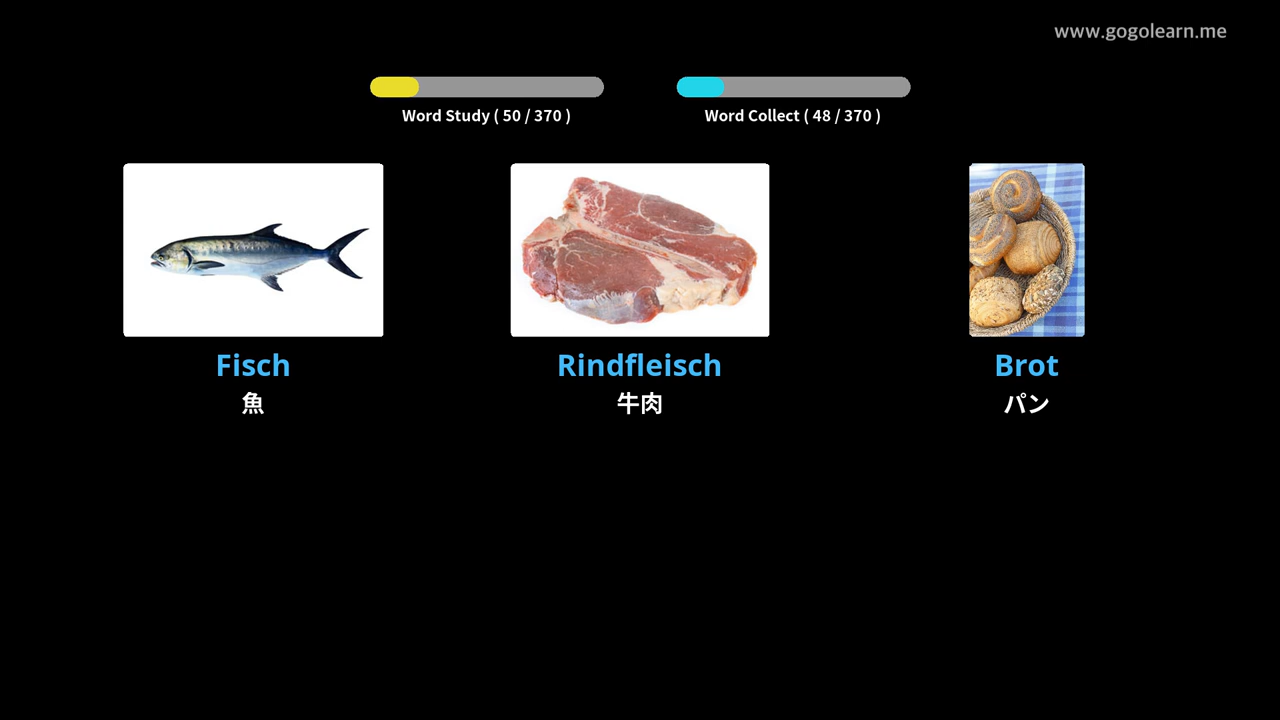 www.gogolearn.me
Word Study ( 50 / 370 )
Word Collect ( 48 / 370 )
Fisch
魚
Rindfleisch
牛肉
Brot
パン